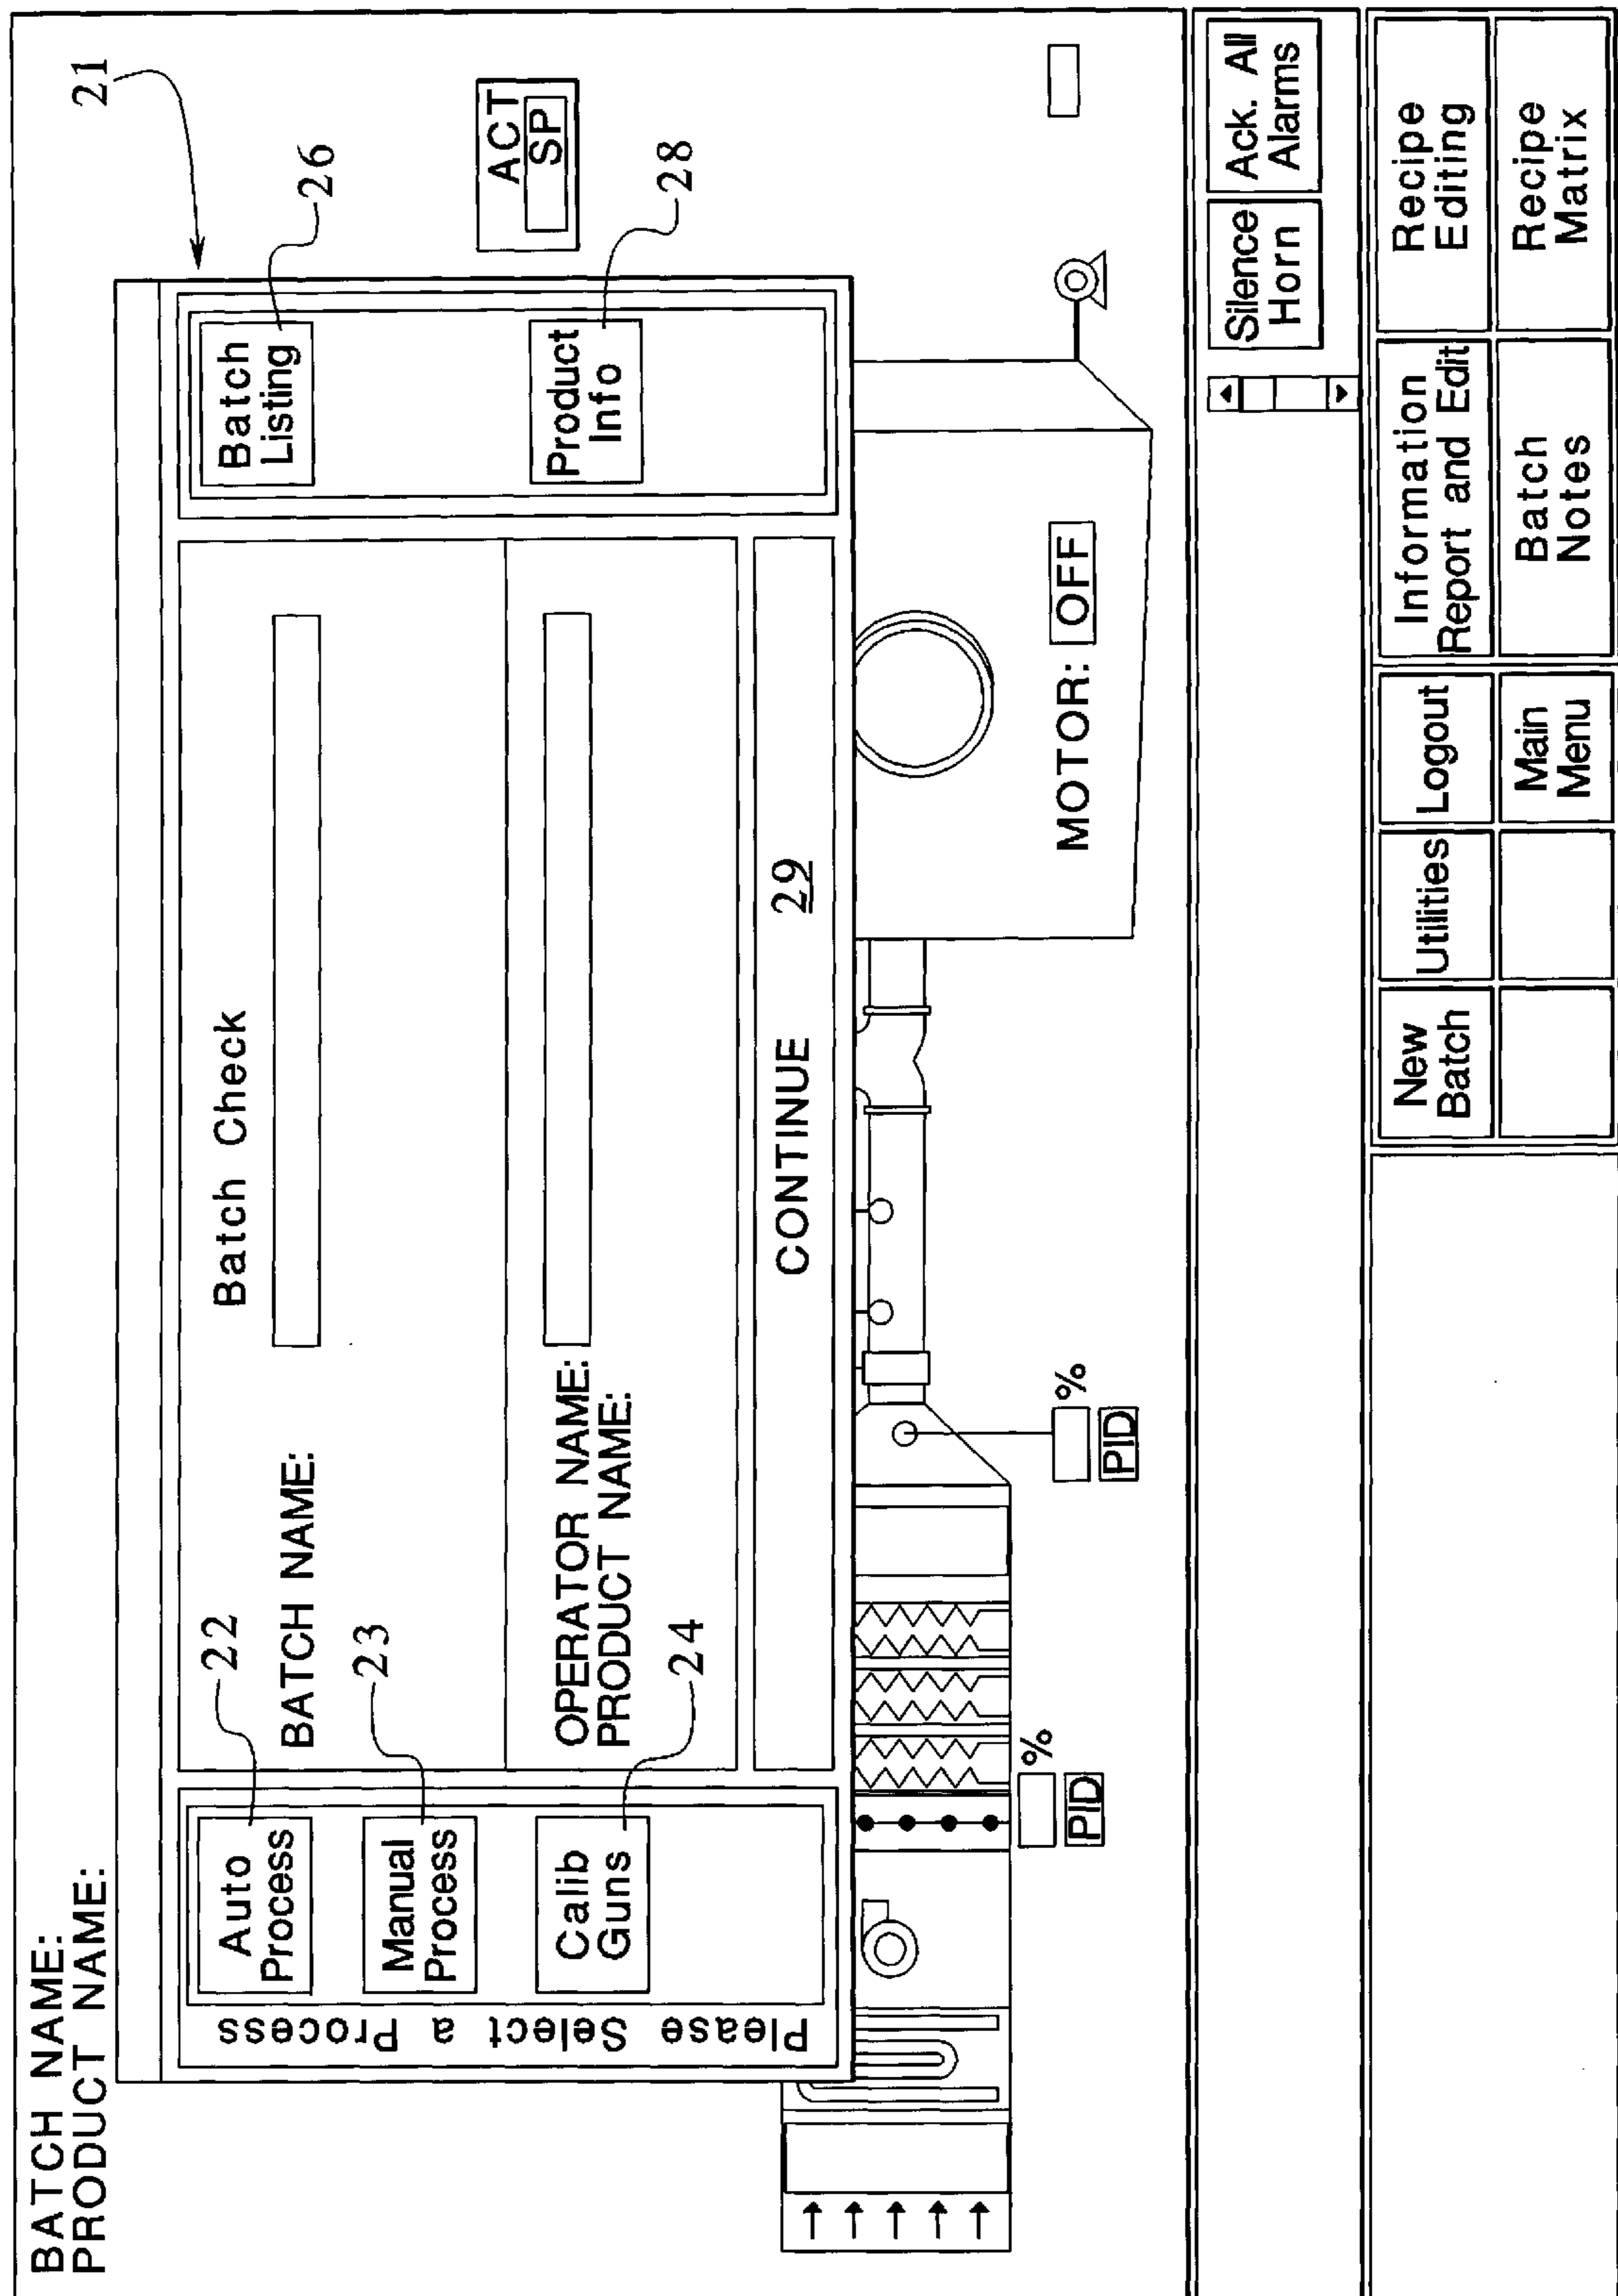 BATCH NAME:
PRODUCT NAME:
21
Please Select a Process
Auto
Process
22
Manual
Process
23
Calib
Guns
24
Batch Check
BATCH NAME:
OPERATOR NAME:
PRODUCT NAME:
CONTINUE 29
Batch
Listing
26
Product
Info
28
ACT
SP
%
PID
%
PID
MOTOR: OFF
Silence
Horn
Ack. All
Alarms
New
Batch
Utilities
Logout
Information
Report and Edit
Recipe
Editing
Main
Menu
Batch
Notes
Recipe
Matrix